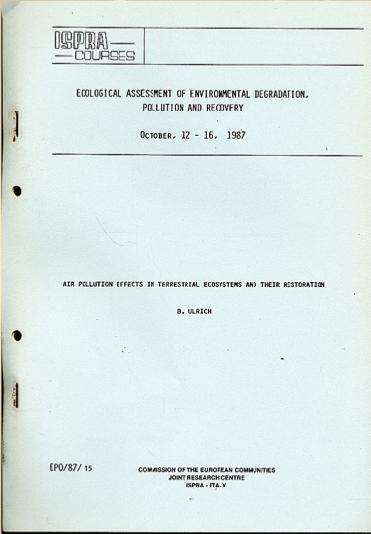 ISPRA
COURSES
ECOLOGICAL ASSESSMENT OF ENVIRONMENTAL DEGRADATION,
POLLUTION AND RECOVERY
OCTOBER, 12 - 16, 1987
AIR POLLUTION EFFECTS IN TERRESTRIAL ECOSYSTEMS AND THEIR RESTORATION
B. ULRICH
EPO/87/ 15
COMMISSION OF THE EUROPEAN COMMUNITIES
JOINT RESEARCH CENTRE
ISPRA - ITALY